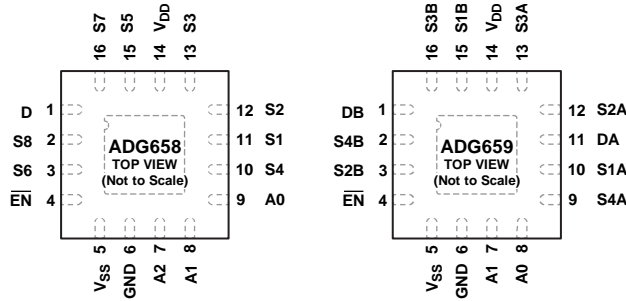 16 S7
15 S5
14 VDD
13 S3
D 1
S8 2
S6 3
EN 4
12 S2
11 S1
10 S4
9 A0
ADG658
TOP VIEW
(Not to Scale)
VSS 5
GND 6
A2 7
A1 8
16 S3B
15 S1B
14 VDD
13 S3A
DB 1
S4B 2
S2B 3
EN 4
12 S2A
11 DA
10 S1A
9 S4A
ADG659
TOP VIEW
(Not to Scale)
VSS 5
GND 6
A1 7
A0 8